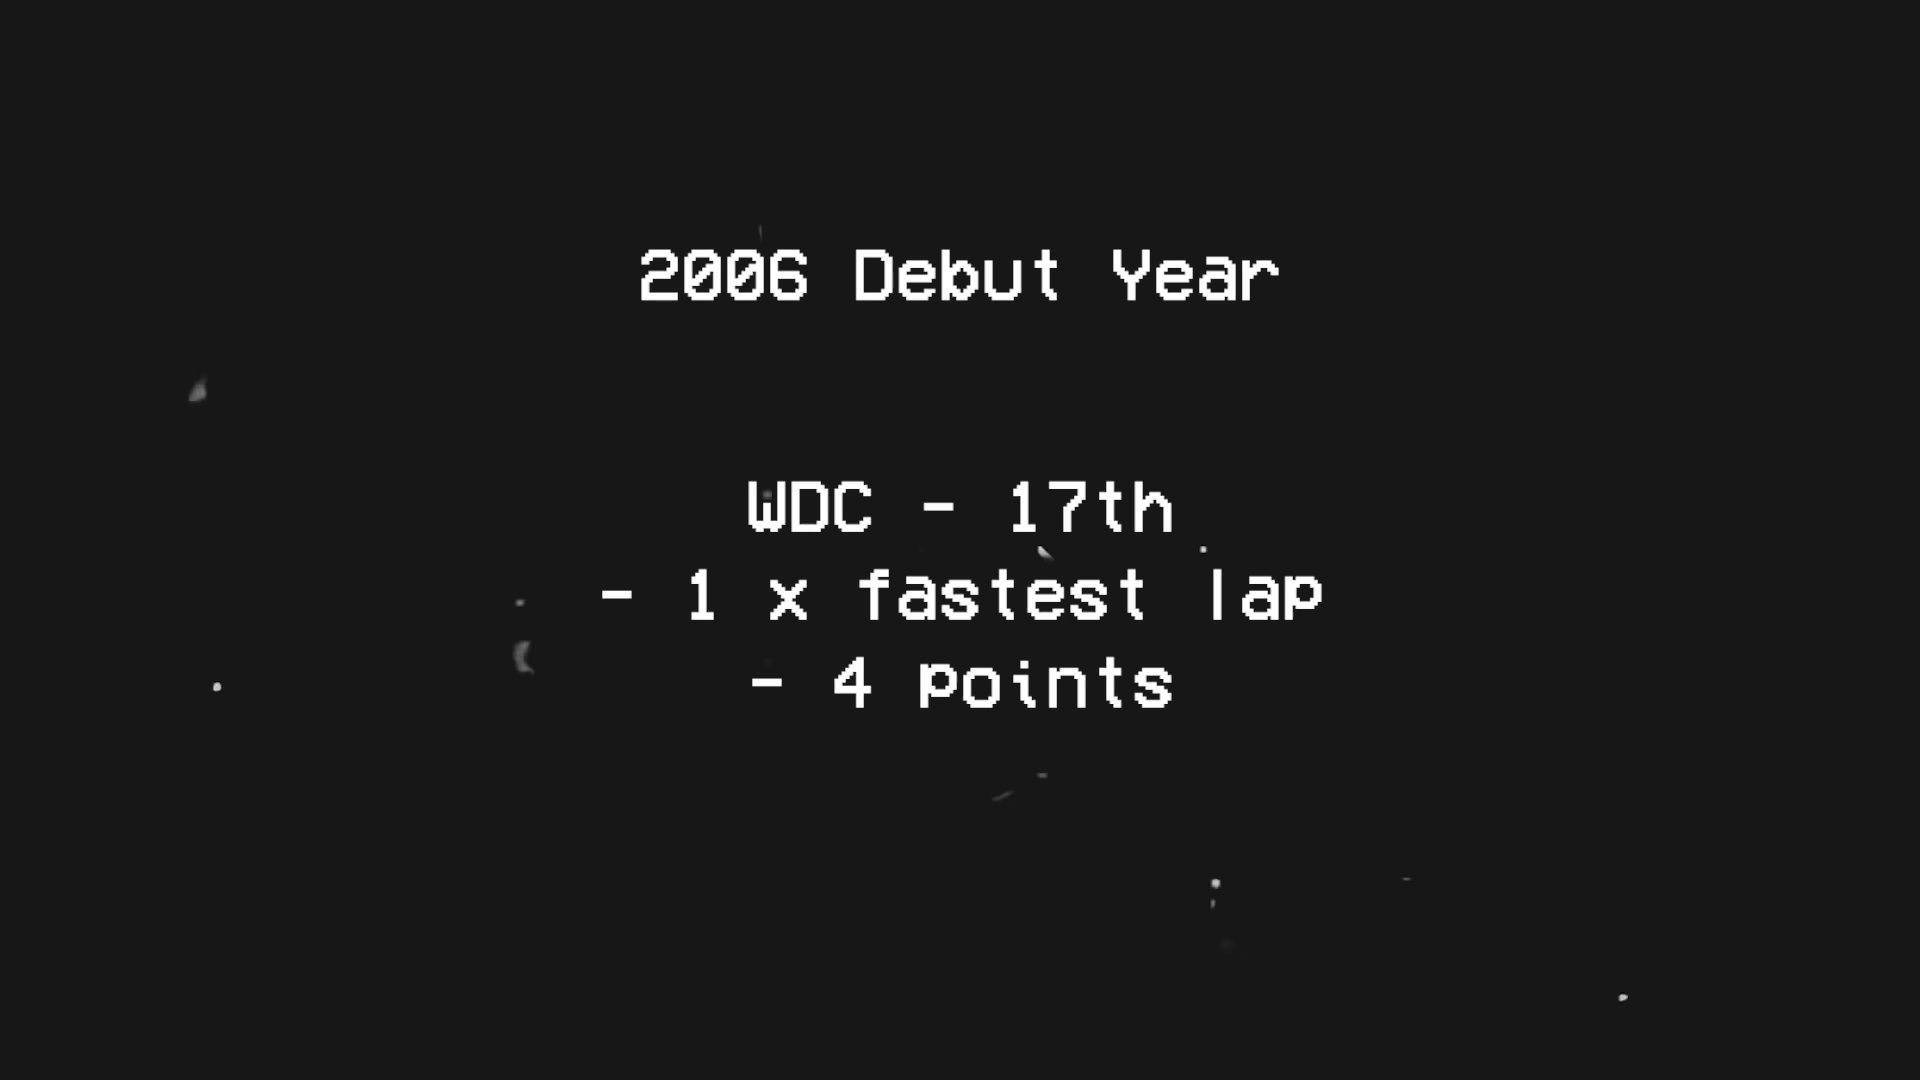 2006 Debut Year
WDC - 17th
- 1 x fastest lap
- 4 points